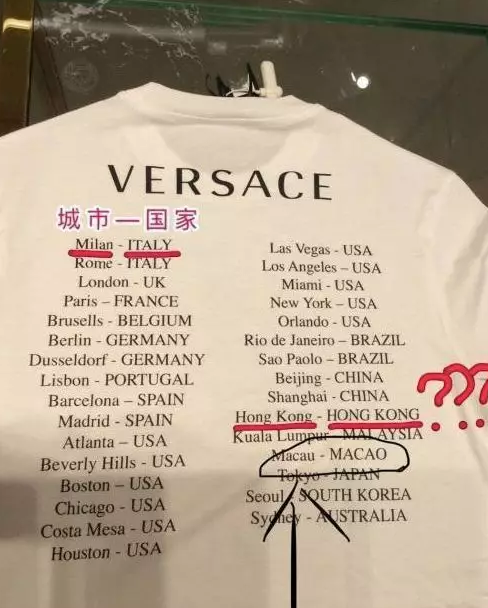 VERSACE
城市一国家
Milan - ITALY
Rome - ITALY
London - UK
Paris – FRANCE
Brusells - BELGIUM
Berlin - GERMANY
Dusseldorf - GERMANY
Lisbon - PORTUGAL
Barcelona – SPAIN
Madrid - SPAIN
Atlanta – USA
Beverly Hills - USA
Boston – USA
Chicago - USA
Costa Mesa - USA
Houston - USA
Las Vegas - USA
Los Angeles – USA
Miami - USA
New York – USA
Orlando - USA
Rio de Janeiro – BRAZIL
Sao Paolo – BRAZIL
Beijing - CHINA
Shanghai - CHINA
Hong Kong - HONG KONG
???
Kuala Lumpur - MALAYSIA
Macau - MACAO
Tokyo - JAPAN
Seoul - SOUTH KOREA
Sydney - AUSTRALIA